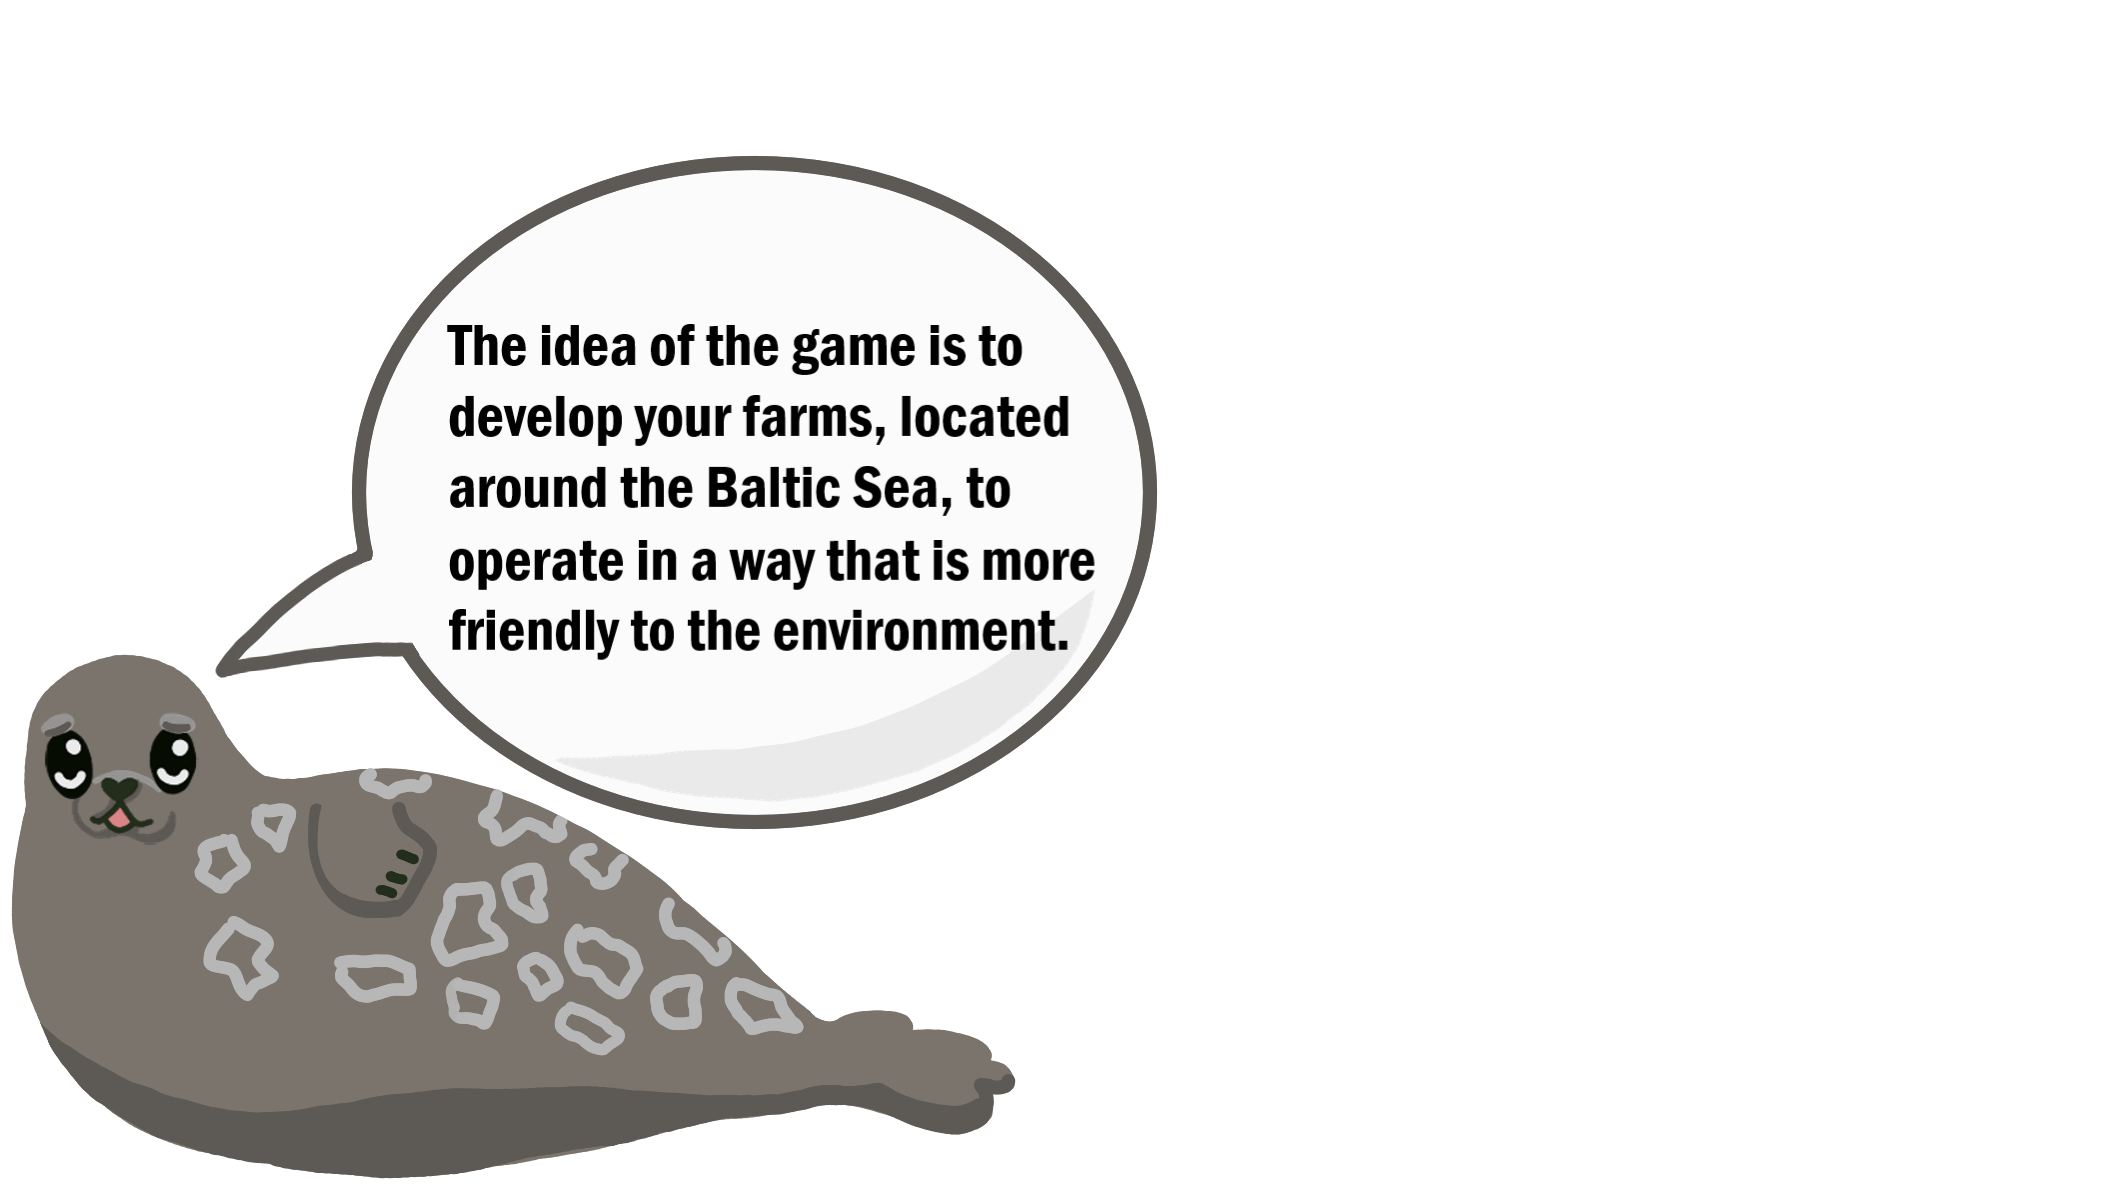 The idea of the game is to
develop your farms, located
around the Baltic Sea, to
operate in a way that is more
friendly to the environment.